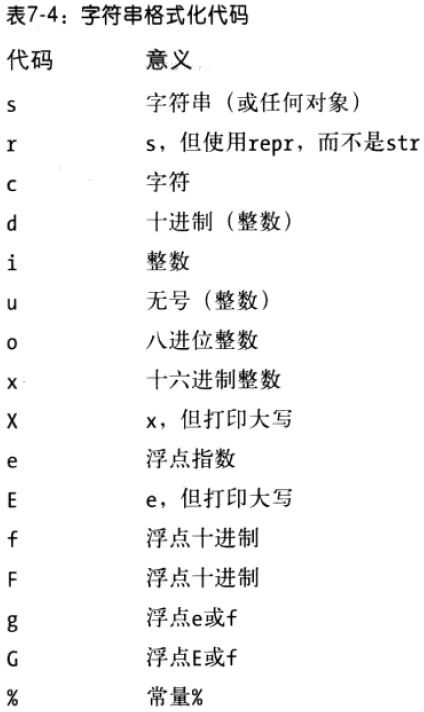 表7-4：字符串格式化代码
代码 意义
s 字符串（或任何对象）
r s，但使用repr，而不是str
c 字符
d 十进制（整数）
i 整数
u 无号（整数）
o 八进位整数
x 十六进制整数
X x，但打印大写
e 浮点指数
E e，但打印大写
f 浮点十进制
F 浮点十进制
g 浮点e或f
G 浮点E或f
% 常量%